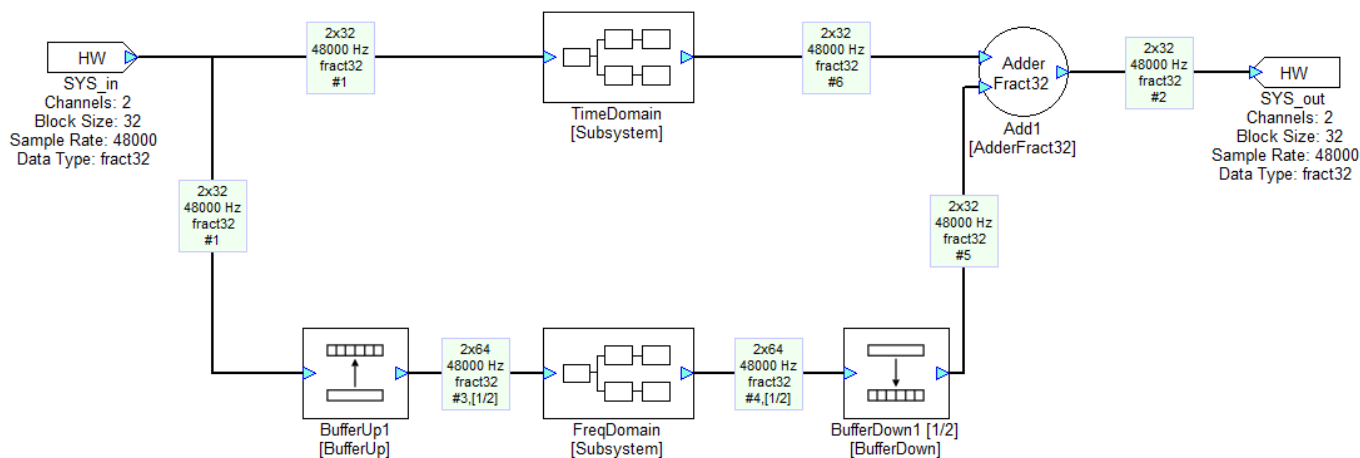 HW
SYS_in
Channels: 2
Block Size: 32
Sample Rate: 48000
Data Type: fract32
2x32
48000 Hz
fract32
#1
TimeDomain
[Subsystem]
2x32
48000 Hz
fract32
#6
Adder
Fract32
Add1
[AdderFract32]
2x32
48000 Hz
fract32
#2
HW
SYS_out
Channels: 2
Block Size: 32
Sample Rate: 48000
Data Type: fract32
2x32
48000 Hz
fract32
#1
2x32
48000 Hz
fract32
#5
BufferUp1
[BufferUp]
2x64
48000 Hz
fract32
#3,[1/2]
FreqDomain
[Subsystem]
2x64
48000 Hz
fract32
#4,[1/2]
BufferDown1 [1/2]
[BufferDown]